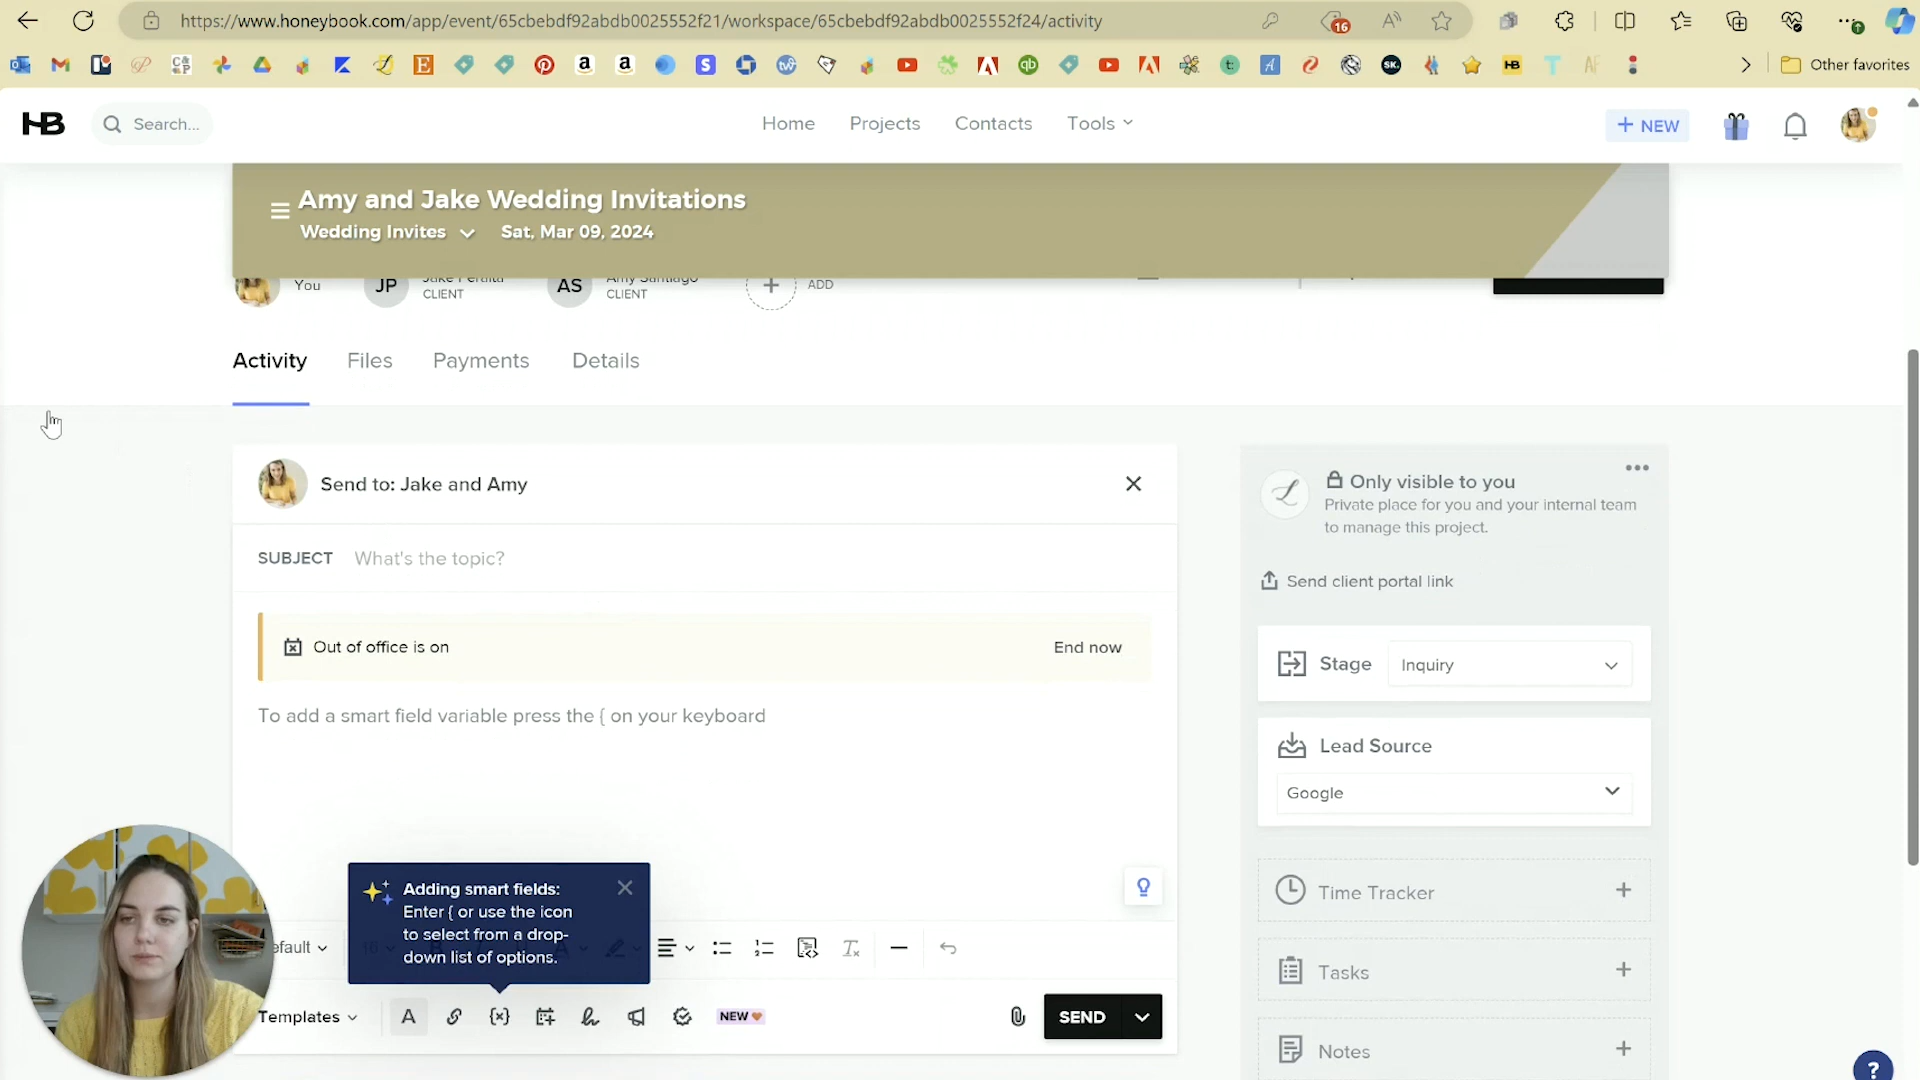 https://www.honeybook.com/app/event/65cbebdf92abdb0025552f21/workspace/65cbebdf92abdb0025552f24/activity
16
Other favorites
HB
Search...
Home
Projects
Contacts
Tools
+ NEW
Amy and Jake Wedding Invitations
Wedding Invites
Sat, Mar 09, 2024
You
JP
Jake Peralta
CLIENT
AS
Amy Santiago
CLIENT
+
ADD
Activity
Files
Payments
Details
Send to: Jake and Amy
SUBJECT
What's the topic?
Out of office is on
End now
To add a smart field variable press the { on your keyboard
Adding smart fields:
Enter { or use the icon
to select from a drop-
down list of options.
Templates
A
{×}
NEW
SEND
Only visible to you
Private place for you and your internal team
to manage this project.
Send client portal link
Stage
Inquiry
Lead Source
Google
Time Tracker
+
Tasks
+
Notes
+
?